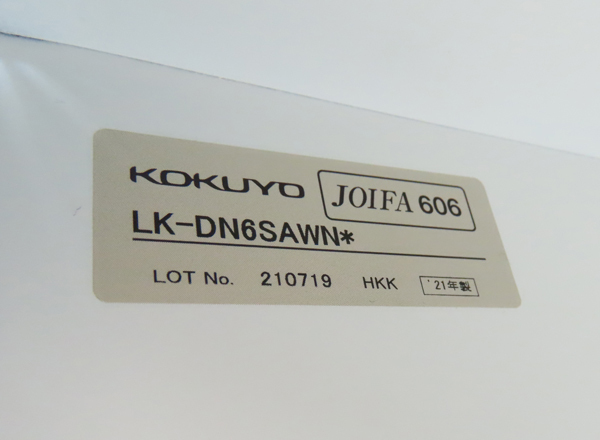 KOKUYO JOIFA 606
LK-DN6SAWN*
LOT No. 210719 HKK '21年製